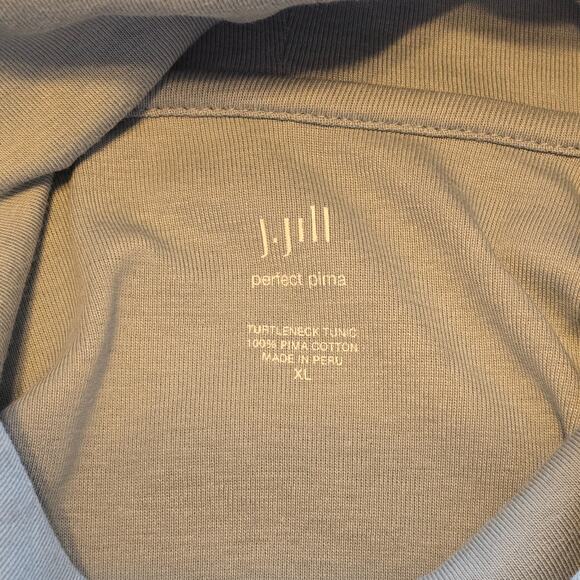 J.Jill
perfect pima
TURTLENECK TUNIC
100% PIMA COTTON
MADE IN PERU
XL